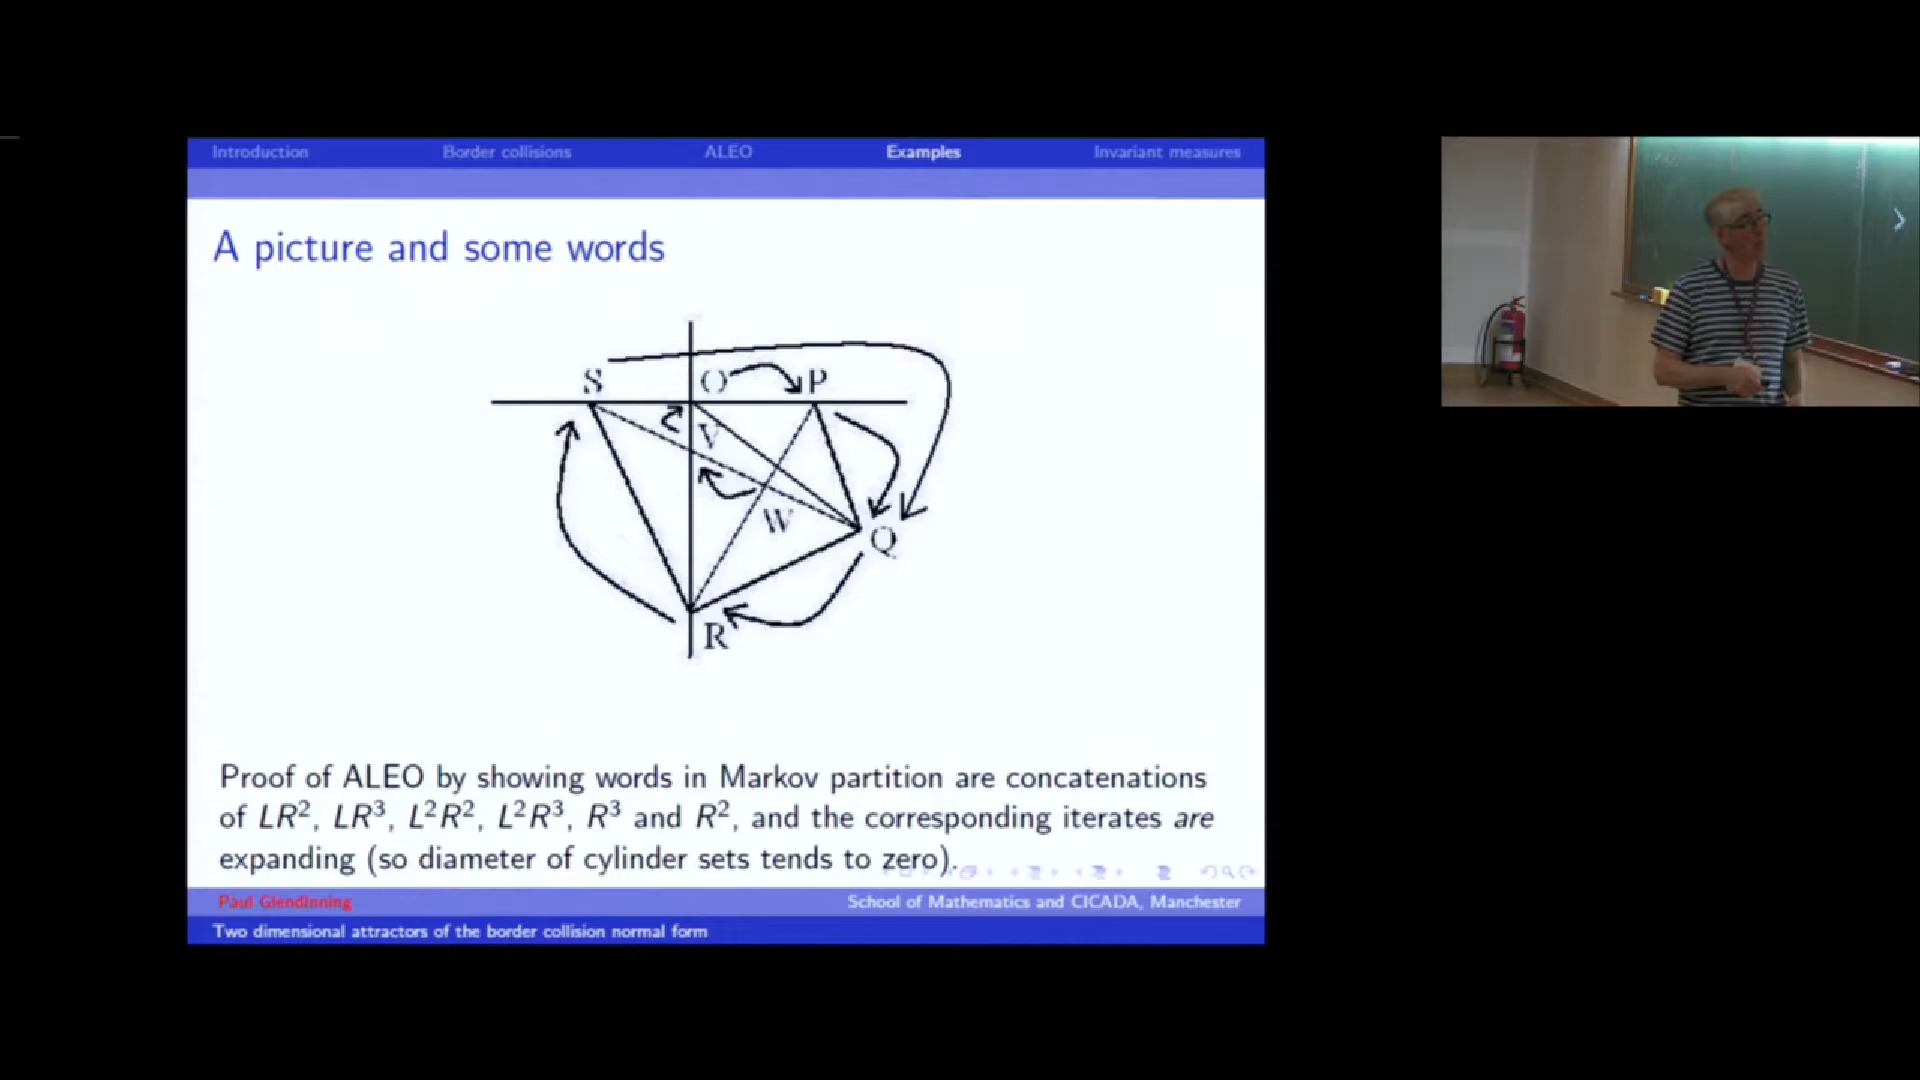 Introduction Border collisions ALEO Examples Invariant measures
A picture and some words
S O P
V
W
Q
R
Proof of ALEO by showing words in Markov partition are concatenations
of LR², LR³, L²R², L²R³, R³ and R², and the corresponding iterates are
expanding (so diameter of cylinder sets tends to zero).
Paul Glendinning School of Mathematics and CICADA, Manchester
Two dimensional attractors of the border collision normal form